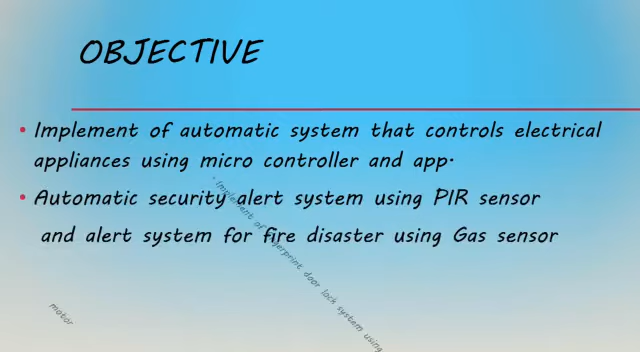 OBJECTIVE
• Implement of automatic system that controls electrical
appliances using micro controller and app.
• Automatic security alert system using PIR sensor
and alert system for fire disaster using Gas sensor
• Implement of fingerprint door lock system using
motor